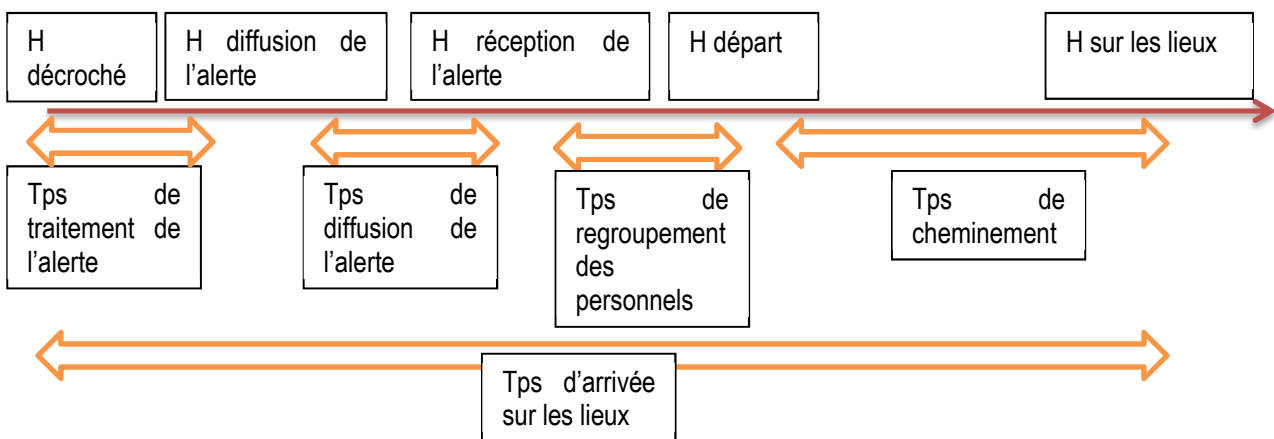 H
décroché
H diffusion de
l’alerte
H réception de
l’alerte
H départ
H sur les lieux
Tps de
traitement de
l’alerte
Tps de
diffusion de
l’alerte
Tps de
regroupement
des
personnels
Tps de
cheminement
Tps d’arrivée
sur les lieux